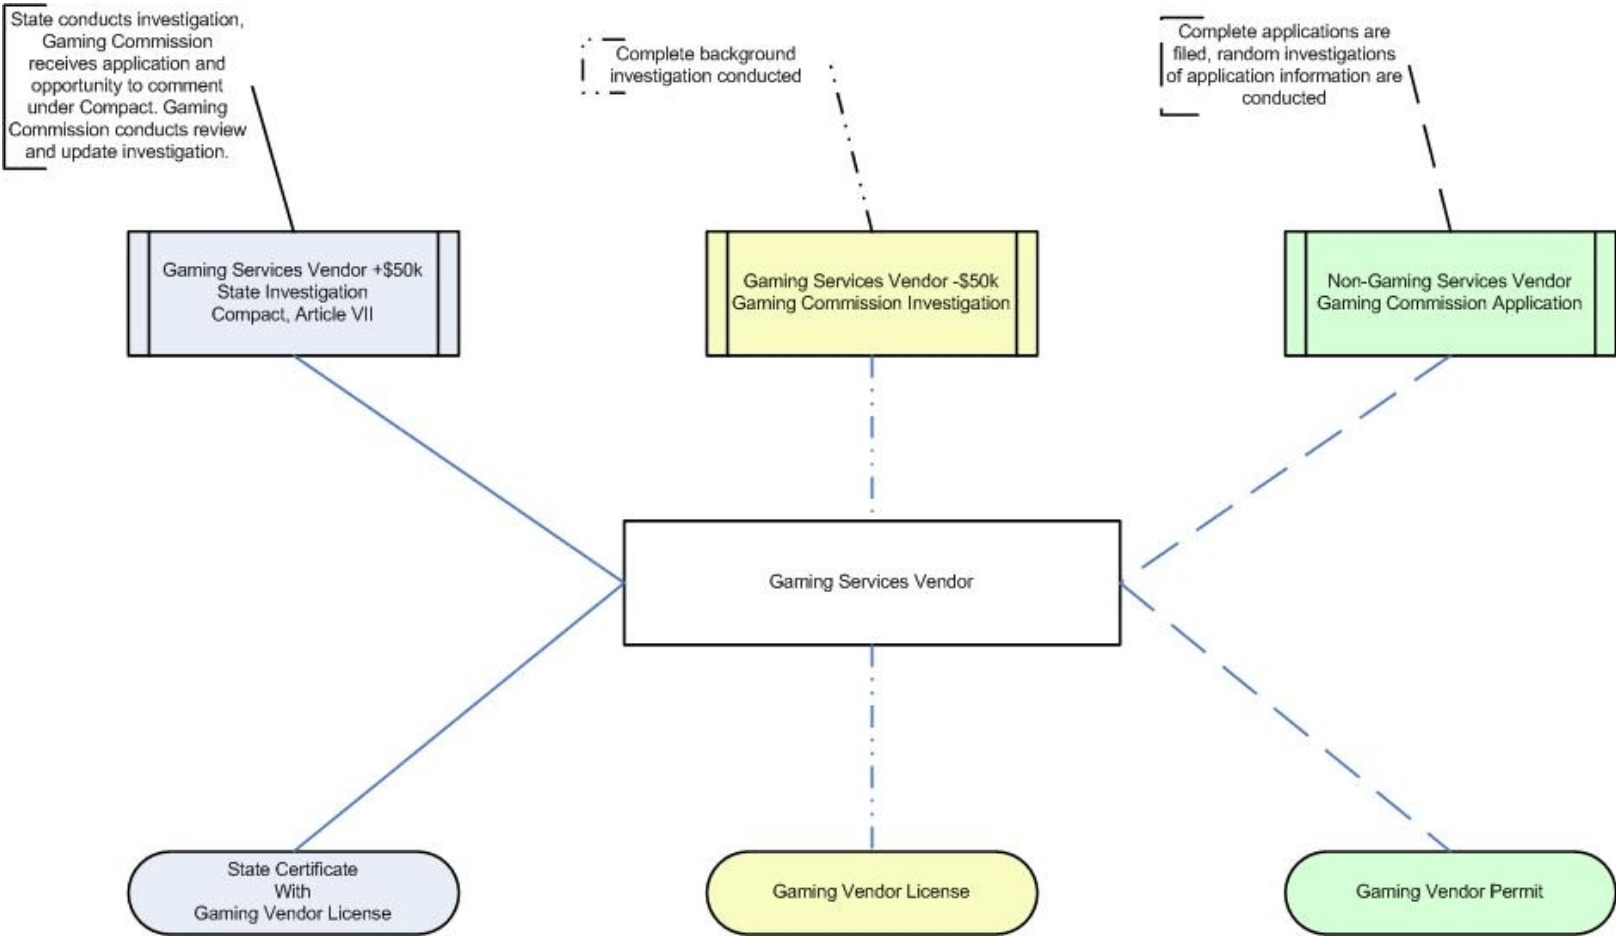 State conducts investigation,
Gaming Commission
receives application and
opportunity to comment
under Compact. Gaming
Commission conducts review
and update investigation.
Complete background
investigation conducted
Complete applications are
filed, random investigations
of application information are
conducted
Gaming Services Vendor +$50k
State Investigation
Compact, Article VII
Gaming Services Vendor -$50k
Gaming Commission Investigation
Non-Gaming Services Vendor
Gaming Commission Application
Gaming Services Vendor
State Certificate
With
Gaming Vendor License
Gaming Vendor License
Gaming Vendor Permit